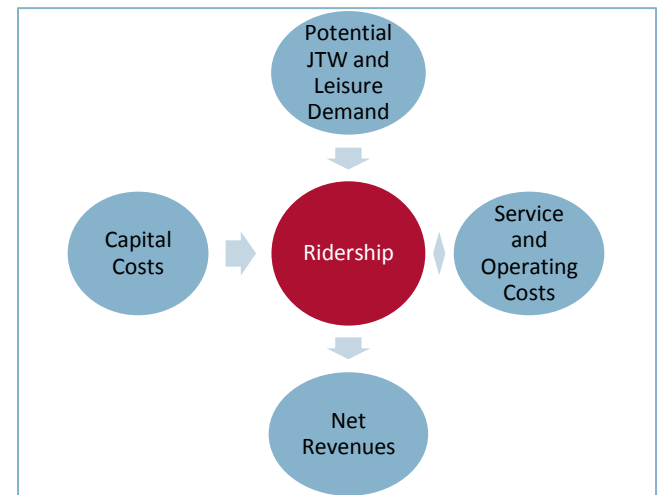 Potential
JTW and
Leisure
Demand
Capital
Costs
Ridership
Service
and
Operating
Costs
Net
Revenues